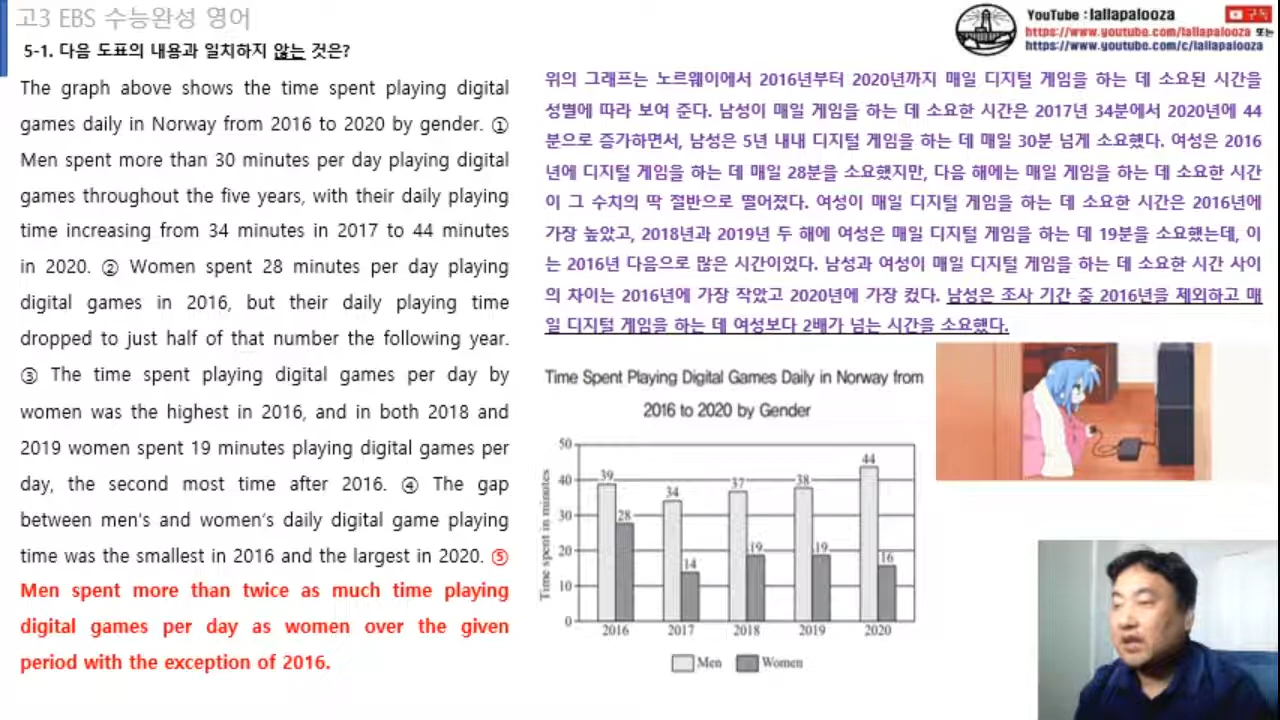 고3 EBS 수능완성 영어
YouTube : lallapalooza
구독
https://www.youtube.com/lallapalooza 또는
https://www.youtube.com/c/lallapalooza
5-1. 다음 도표의 내용과 일치하지 않는 것은?
The graph above shows the time spent playing digital
games daily in Norway from 2016 to 2020 by gender. ①
Men spent more than 30 minutes per day playing digital
games throughout the five years, with their daily playing
time increasing from 34 minutes in 2017 to 44 minutes
in 2020. ② Women spent 28 minutes per day playing
digital games in 2016, but their daily playing time
dropped to just half of that number the following year.
③ The time spent playing digital games per day by
women was the highest in 2016, and in both 2018 and
2019 women spent 19 minutes playing digital games per
day, the second most time after 2016. ④ The gap
between men's and women's daily digital game playing
time was the smallest in 2016 and the largest in 2020. ⑤
Men spent more than twice as much time playing
digital games per day as women over the given
period with the exception of 2016.
위의 그래프는 노르웨이에서 2016년부터 2020년까지 매일 디지털 게임을 하는 데 소요된 시간을
성별에 따라 보여 준다. 남성이 매일 게임을 하는 데 소요한 시간은 2017년 34분에서 2020년에 44
분으로 증가하면서, 남성은 5년 내내 디지털 게임을 하는 데 매일 30분 넘게 소요했다. 여성은 2016
년에 디지털 게임을 하는 데 매일 28분을 소요했지만, 다음 해에는 매일 게임을 하는 데 소요한 시간
이 그 수치의 딱 절반으로 떨어졌다. 여성이 매일 디지털 게임을 하는 데 소요한 시간은 2016년에
가장 높았고, 2018년과 2019년 두 해에 여성은 매일 디지털 게임을 하는 데 19분을 소요했는데, 이
는 2016년 다음으로 많은 시간이었다. 남성과 여성이 매일 디지털 게임을 하는 데 소요한 시간 사이
의 차이는 2016년에 가장 작았고 2020년에 가장 컸다. 남성은 조사 기간 중 2016년을 제외하고 매
일 디지털 게임을 하는 데 여성보다 2배가 넘는 시간을 소요했다.
Time Spent Playing Digital Games Daily in Norway from
2016 to 2020 by Gender
Time spent in minutes
50
40
30
20
10
0
39
28
34
14
37
19
38
19
44
16
2016 2017 2018 2019 2020
Men Women